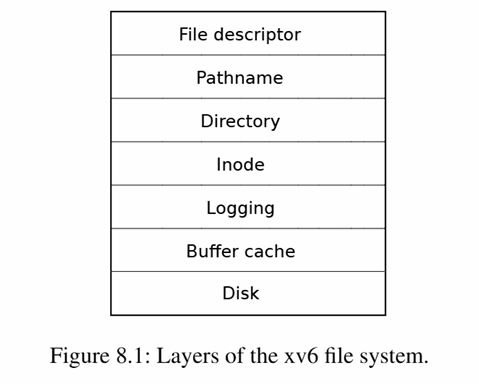 File descriptor
Pathname
Directory
Inode
Logging
Buffer cache
Disk
Figure 8.1: Layers of the xv6 file system.